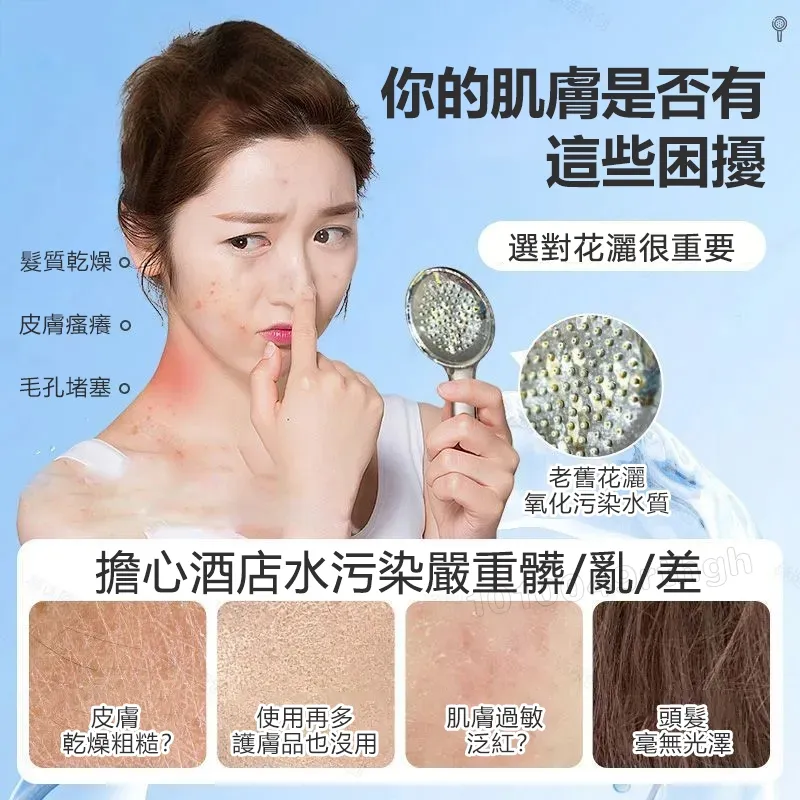 你的肌膚是否有
這些困擾
選對花灑很重要
髮質乾燥
皮膚瘙癢
毛孔堵塞
老舊花灑
氧化污染水質
擔心酒店水污染嚴重髒/亂/差
皮膚
乾燥粗糙?
使用再多
護膚品也沒用
肌膚過敏
泛紅?
頭髮
毫無光澤